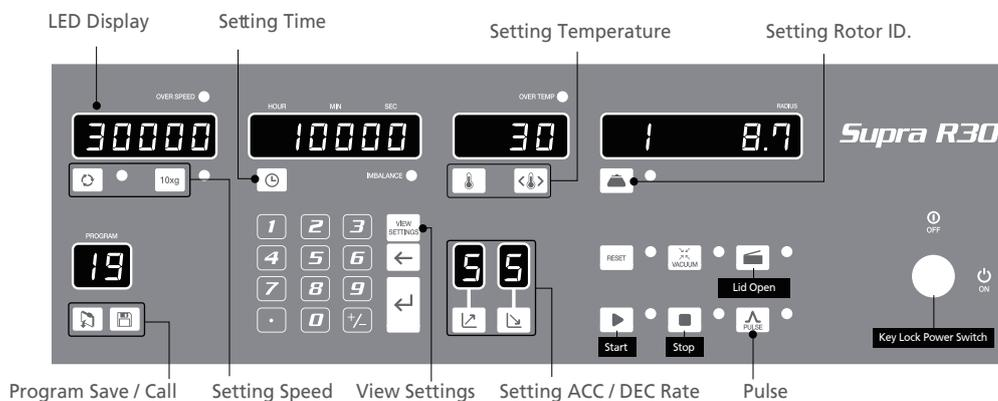 LED Display
Setting Time
Setting Temperature
Setting Rotor ID.
OVER SPEED
HOUR MIN SEC
OVER TEMP
RADIUS
30000
10000
30
1 8.7
Supra R30
10xg
IMBALANCE
PROGRAM
19
1 2 3
VIEW SETTINGS
4 5 6
7 8 9
. 0 +/-
5 5
RESET
VACUUM
Lid Open
Start
Stop
PULSE
OFF
ON
Key Lock Power Switch
Program Save / Call
Setting Speed
View Settings
Setting ACC / DEC Rate
Pulse